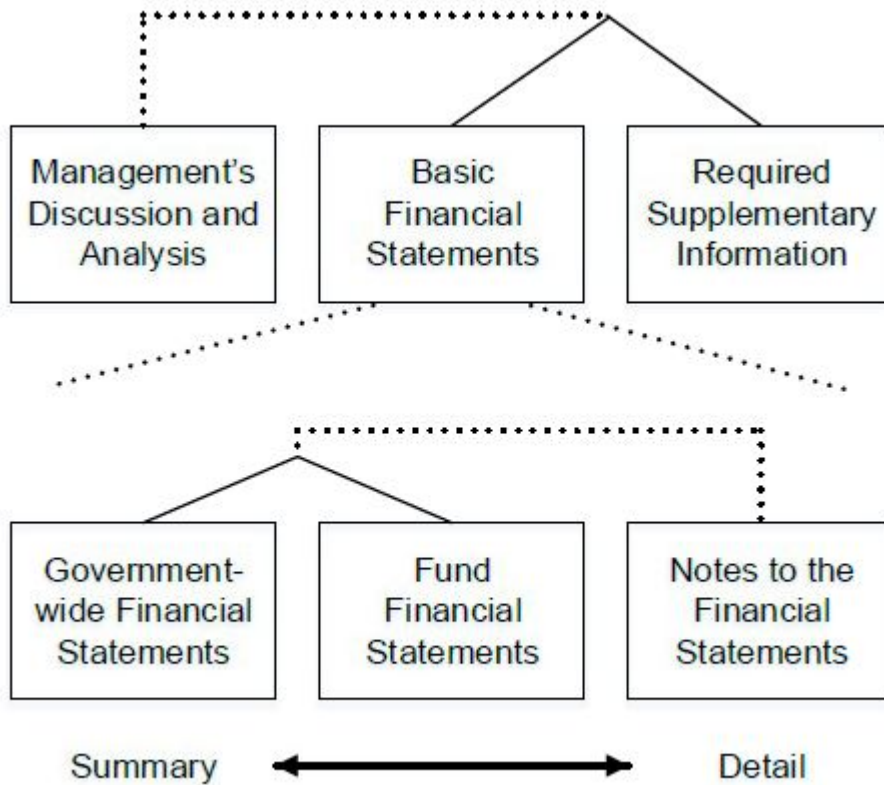 Management's
Discussion and
Analysis
Basic
Financial
Statements
Required
Supplementary
Information
Government-
wide Financial
Statements
Fund
Financial
Statements
Notes to the
Financial
Statements
Summary
Detail